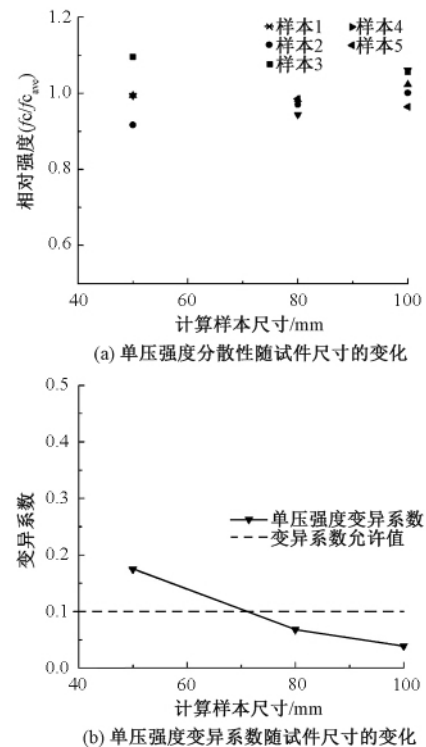 1.2
样本1 样本4
样本2 样本5
样本3
1.0
0.8
0.6
相对强度(fc/fc_ave)
40 60 80 100
计算样本尺寸/mm
(a) 单压强度分散性随试件尺寸的变化
0.5
0.4
0.3
单压强度变异系数
变异系数允许值
0.2
0.1
0.0
变异系数
40 60 80 100
计算样本尺寸/mm
(b) 单压强度变异系数随试件尺寸的变化